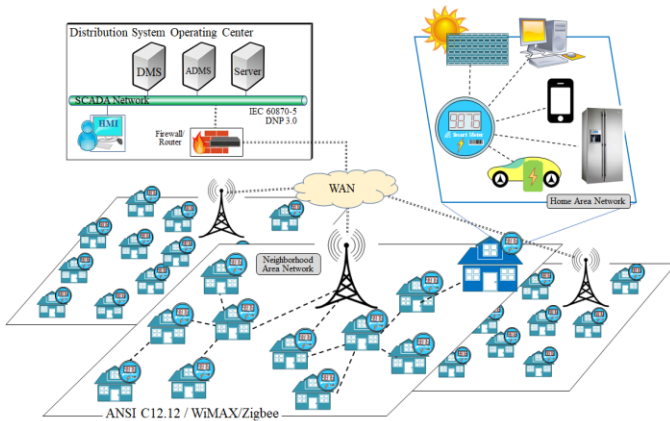 Distribution System Operating Center
DMS
ADMS
Server
SCADA Network
IEC 60870-5
DNP 3.0
HMI
Firewall/
Router
Smart Meter
Home Area Network
WAN
Neighborhood
Area Network
ANSI C12.12 / WiMAX/Zigbee